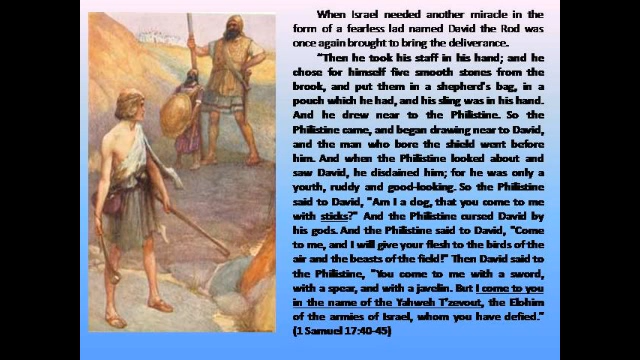 When Israel needed another miracle in the
form of a fearless lad named David the Rod was
once again brought to bring the deliverance.
"Then he took his staff in his hand; and he
chose for himself five smooth stones from the
brook, and put them in a shepherd's bag, in a
pouch which he had, and his sling was in his hand.
And he drew near to the Philistine. So the
Philistine came, and began drawing near to David,
and the man who bore the shield went before
him. And when the Philistine looked about and
saw David, he disdained him; for he was only a
youth, ruddy and good-looking. So the Philistine
said to David, "Am I a dog, that you come to me
with sticks?" And the Philistine cursed David by
his gods. And the Philistine said to David, "Come
to me, and I will give your flesh to the birds of the
air and the beasts of the field!" Then David said to
the Philistine, "You come to me with a sword,
with a spear, and with a javelin. But I come to you
in the name of the Yahweh T'zevout, the Elohim
of the armies of Israel, whom you have defied."
(1 Samuel 17:40-45)